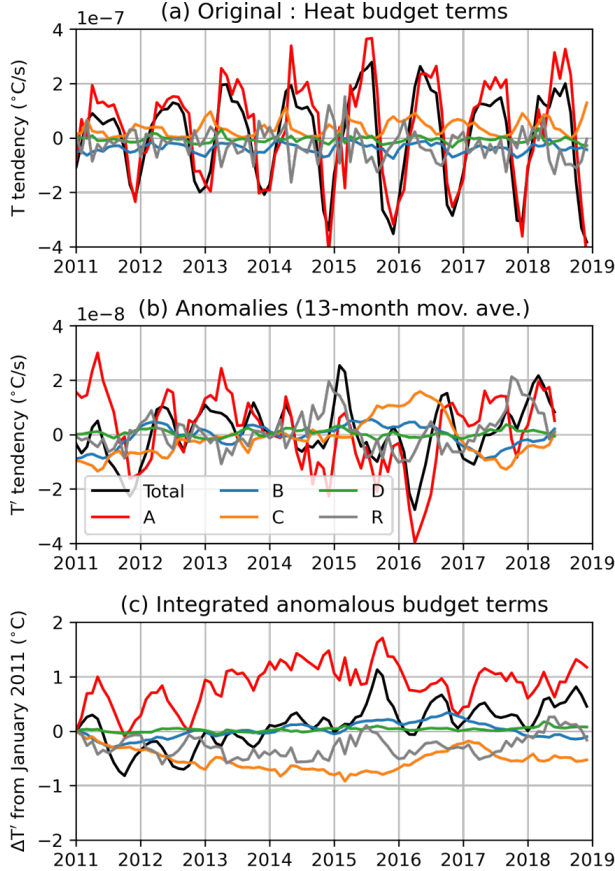 (a) Original : Heat budget terms
1e−7
T tendency (°C/s)
4
2
0
−2
−4
2011 2012 2013 2014 2015 2016 2017 2018 2019
(b) Anomalies (13-month mov. ave.)
1e−8
T′ tendency (°C/s)
4
2
0
−2
−4
Total B D
A C R
2011 2012 2013 2014 2015 2016 2017 2018 2019
(c) Integrated anomalous budget terms
ΔT′ from January 2011 (°C)
2
1
0
−1
−2
2011 2012 2013 2014 2015 2016 2017 2018 2019